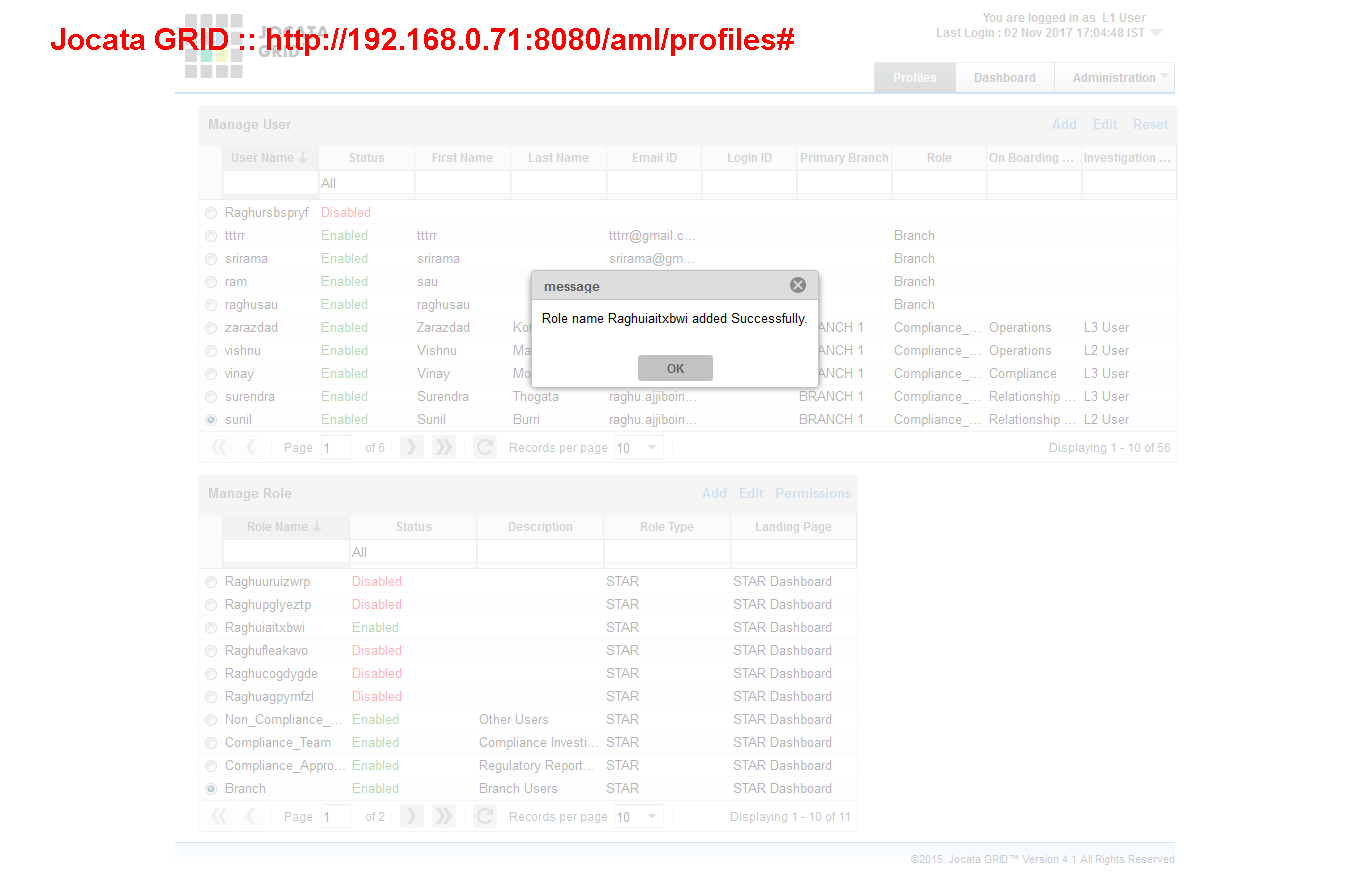 You are logged in as L1 User
Last Login : 02 Nov 2017 17:04:48 IST
Jocata GRID :: http://192.168.0.71:8080/aml/profiles#
JOCATA
GRID
Profiles Dashboard Administration
Manage User Add Edit Reset
User Name Status First Name Last Name Email ID Login ID Primary Branch Role On Boarding ... Investigation ...
All
Raghursbspryf Disabled
tttrr Enabled tttrr tttrr@gmail.c... Branch
srirama Enabled srirama srirama@gm... Branch
ram Enabled sau Branch
raghusau Enabled raghusau Branch
zarazdad Enabled Zarazdad Kot ANCH 1 Compliance_... Operations L3 User
vishnu Enabled Vishnu Ma ANCH 1 Compliance_... Operations L2 User
vinay Enabled Vinay Mo ANCH 1 Compliance_... Compliance L3 User
surendra Enabled Surendra Thogata raghu.ajjiboin... BRANCH 1 Compliance_... Relationship ... L3 User
sunil Enabled Sunil Burri raghu.ajjiboin... BRANCH 1 Compliance_... Relationship ... L2 User
message
Role name Raghuiaitxbwi added Successfully.
OK
Page 1 of 6 Records per page 10 Displaying 1 - 10 of 56
Manage Role Add Edit Permissions
Role Name Status Description Role Type Landing Page
All
Raghuuruizwrp Disabled STAR STAR Dashboard
Raghupglyeztp Disabled STAR STAR Dashboard
Raghuiaitxbwi Enabled STAR STAR Dashboard
Raghufleakavo Disabled STAR STAR Dashboard
Raghucogdygde Disabled STAR STAR Dashboard
Raghuagpymfzl Disabled STAR STAR Dashboard
Non_Compliance_... Enabled Other Users STAR STAR Dashboard
Compliance_Team Enabled Compliance Investi... STAR STAR Dashboard
Compliance_Appro... Enabled Regulatory Report... STAR STAR Dashboard
Branch Enabled Branch Users STAR STAR Dashboard
Page 1 of 2 Records per page 10 Displaying 1 - 10 of 11
©2015. Jocata GRID™ Version 4.1 All Rights Reserved